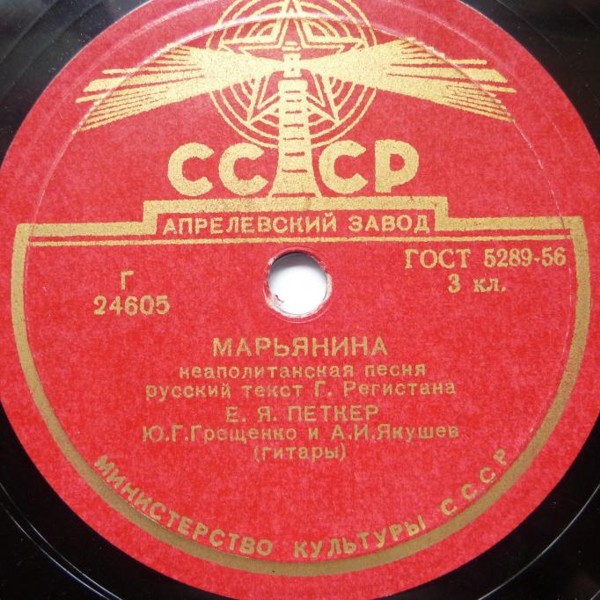 СССР
АПРЕЛЕВСКИЙ ЗАВОД
ГОСТ 5289-56
3 кл.
Г
24605
МАРЬЯНИНА
неаполитанская песня
русский текст Г. Регистана
Е. Я. ПЕТКЕР
Ю.Г.Грещенко и А.И.Якушев
(гитары)
МИНИСТЕРСТВО КУЛЬТУРЫ СССР